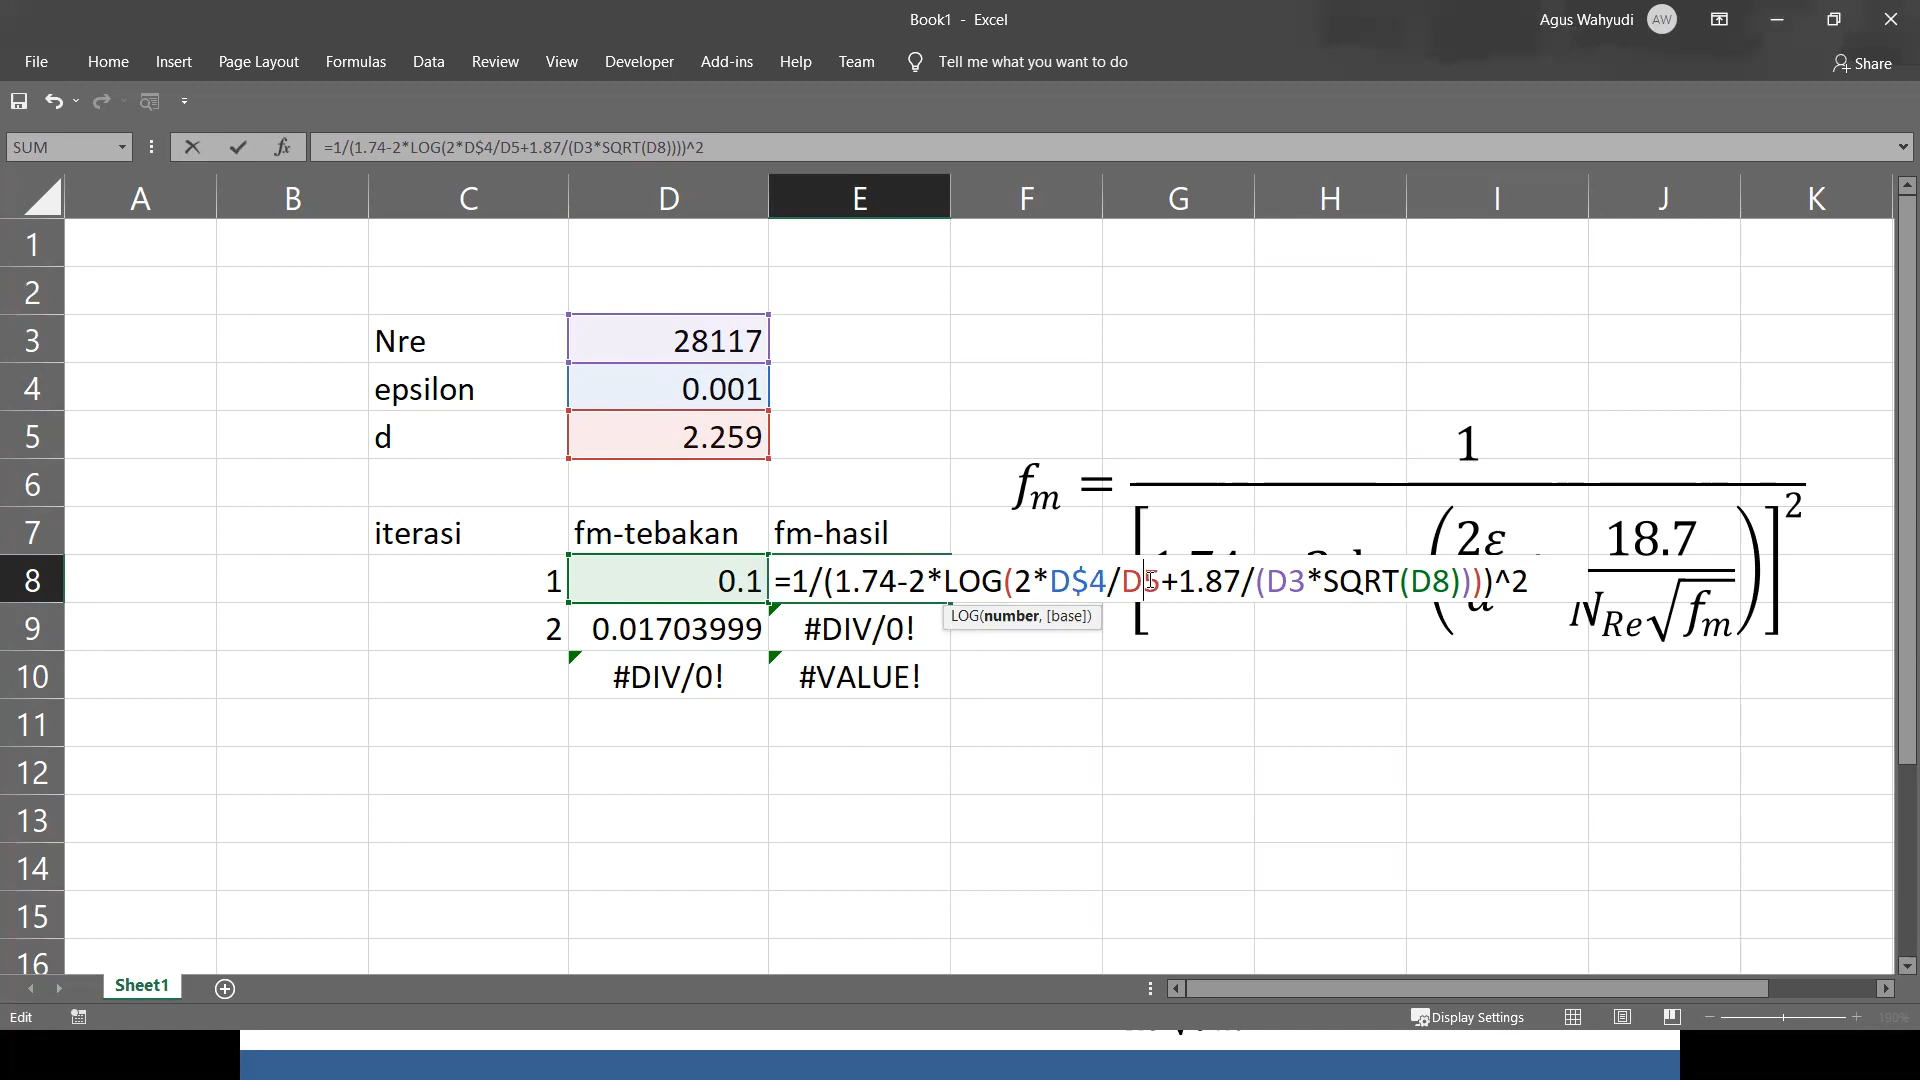 Book1 - Excel
Agus Wahyudi AW
File Home Insert Page Layout Formulas Data Review View Developer Add-ins Help Team Tell me what you want to do Share
SUM =1/(1.74-2*LOG(2*D$4/D5+1.87/(D3*SQRT(D8))))^2
A B C D E F G H I J K
1
2
3 Nre 28117
4 epsilon 0.001
5 d 2.259
1
6
fm =
2
7 iterasi fm-tebakan fm-hasil
2ε 18.7
8 1 0.1 =1/(1.74-2*LOG(2*D$4/D5+1.87/(D3*SQRT(D8))))^2
NRe√fm
LOG(number, [base])
9 2 0.01703999 #DIV/0!
10 #DIV/0! #VALUE!
11
12
13
14
15
16
Sheet1
Edit Display Settings 190%